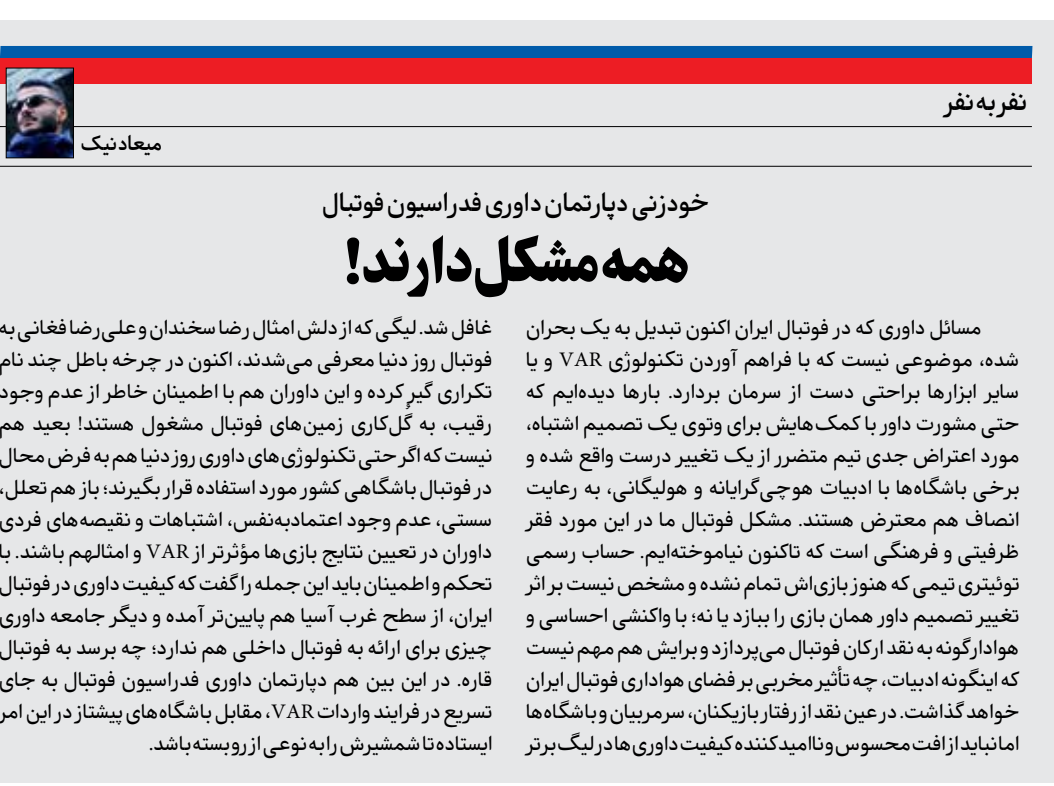 نفربه‌نفر
میعاد نیک
خودزنی دپارتمان داوری فدراسیون فوتبال
همه مشکل دارند!
مسائل داوری که در فوتبال ایران اکنون تبدیل به یک بحران
شده، موضوعی نیست که با فراهم آوردن تکنولوژی VAR و یا
سایر ابزارها براحتی دست از سرمان بردارد. بارها دیده‌ایم که
حتی مشورت داور با کمک‌هایش برای وتوی یک تصمیم اشتباه،
مورد اعتراض جدی تیم متضرر از یک تغییر درست واقع شده و
برخی باشگاه‌ها با ادبیات هوچی‌گرایانه و هولیگانی، به رعایت
انصاف هم معترض هستند. مشکل فوتبال ما در این مورد فقر
ظرفیتی و فرهنگی است که تاکنون نیاموخته‌ایم. حساب رسمی
توئیتری تیمی که هنوز بازی‌اش تمام نشده و مشخص نیست بر اثر
تغییر تصمیم داور همان بازی را ببازد یا نه؛ با واکنشی احساسی و
هوادارگونه به نقد ارکان فوتبال می‌پردازد و برایش هم مهم نیست
که اینگونه ادبیات، چه تأثیر مخربی بر فضای هواداری فوتبال ایران
خواهد گذاشت. در عین نقد از رفتار بازیکنان، سرمربیان و باشگاه‌ها
اما نباید از افت محسوس و ناامیدکننده کیفیت داوری‌ها در لیگ برتر
غافل شد. لیگی که از دلش امثال رضا سخندان و علی‌رضا فغانی به
فوتبال روز دنیا معرفی می‌شدند، اکنون در چرخه باطل چند نام
تکراری گیر کرده و این داوران هم با اطمینان خاطر از عدم وجود
رقیب، به گُل‌کاری زمین‌های فوتبال مشغول هستند! بعید هم
نیست که اگر حتی تکنولوژی‌های داوری روز دنیا هم به فرض محال
در فوتبال باشگاهی کشور مورد استفاده قرار بگیرند؛ باز هم تعلل،
سستی، عدم وجود اعتمادبه‌نفس، اشتباهات و نقیصه‌های فردی
داوران در تعیین نتایج بازی‌ها مؤثرتر از VAR و امثالهم باشند. با
تحکم و اطمینان باید این جمله را گفت که کیفیت داوری در فوتبال
ایران، از سطح غرب آسیا هم پایین‌تر آمده و دیگر جامعه داوری
چیزی برای ارائه به فوتبال داخلی هم ندارد؛ چه برسد به فوتبال
قاره. در این بین هم دپارتمان داوری فدراسیون فوتبال به جای
تسریع در فرایند واردات VAR، مقابل باشگاه‌های پیشتاز در این امر
ایستاده تا شمشیرش را به نوعی از رو بسته باشد.